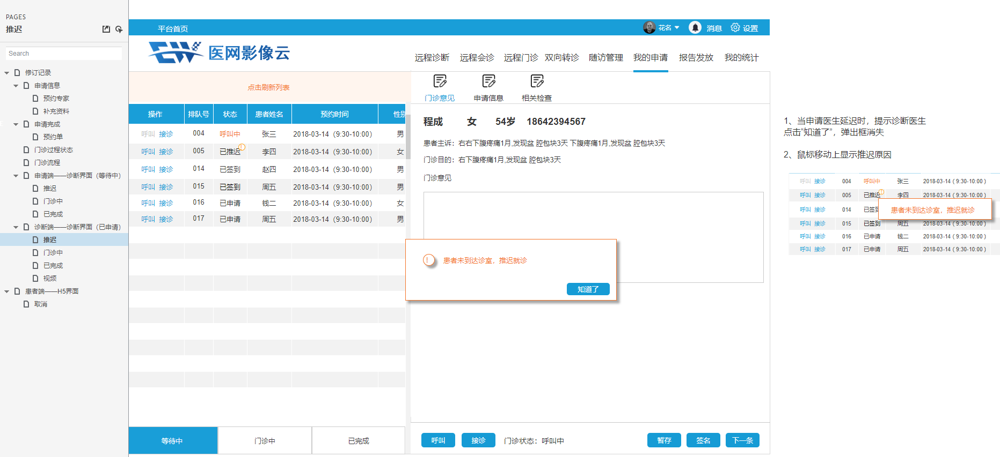 PAGES
推迟
Search
修订记录
申请信息
预约专家
补充资料
申请完成
预约单
门诊过程状态
门诊流程
申请端——诊断界面（等待中）
推迟
门诊中
已完成
诊断端——诊断界面（已申请）
推迟
门诊中
已完成
视频
患者端——H5界面
取消
平台首页
花名
消息
设置
EW 医网影像云
远程诊断 远程会诊 远程门诊 双向转诊 随访管理 我的申请 报告发放 我的统计
点击刷新列表
操作 排队号 状态 患者姓名 预约时间 性别
呼叫 接诊 004 呼叫中 张三 2018-03-14（9:30-10:00） 男
呼叫 接诊 005 已推迟 ! 李四 2018-03-14（9:30-10:00） 女
呼叫 接诊 014 已签到 赵四 2018-03-14（9:30-10:00） 男
呼叫 接诊 015 已签到 周五 2018-03-14（9:30-10:00） 男
呼叫 接诊 016 已申请 钱二 2018-03-14（9:30-10:00） 女
呼叫 接诊 017 已申请 周五 2018-03-14（9:30-10:00） 男
等待中 门诊中 已完成
门诊意见 申请信息 相关检查
程成 女 54岁 18642394567
患者主诉：右右下腹疼痛1月,发现盆 腔包块3天 下腹疼痛1月,发现盆 腔包块3天
门诊目的：右下腹疼痛1月,发现盆 腔包块3天
门诊意见
! 患者未到达诊室，推迟就诊
知道了
呼叫 接诊 门诊状态：呼叫中 暂存 签名 下一条
1、当申请医生延迟时，提示诊断医生
点击“知道了”，弹出框消失
2、鼠标移动上显示推迟原因
呼叫 接诊 004 呼叫中 张三 2018-03-14（9:30-10:00）
呼叫 接诊 005 已推迟 ! 李四 2018-03-14（9:30-10:00）
呼叫 接诊 014 已签
患者未到达诊室，推迟就诊
呼叫 接诊 015 已签到 周五 2018-03-14（9:30-10:00）
呼叫 接诊 016 已申请 钱二 2018-03-14（9:30-10:00）
呼叫 接诊 017 已申请 周五 2018-03-14（9:30-10:00）